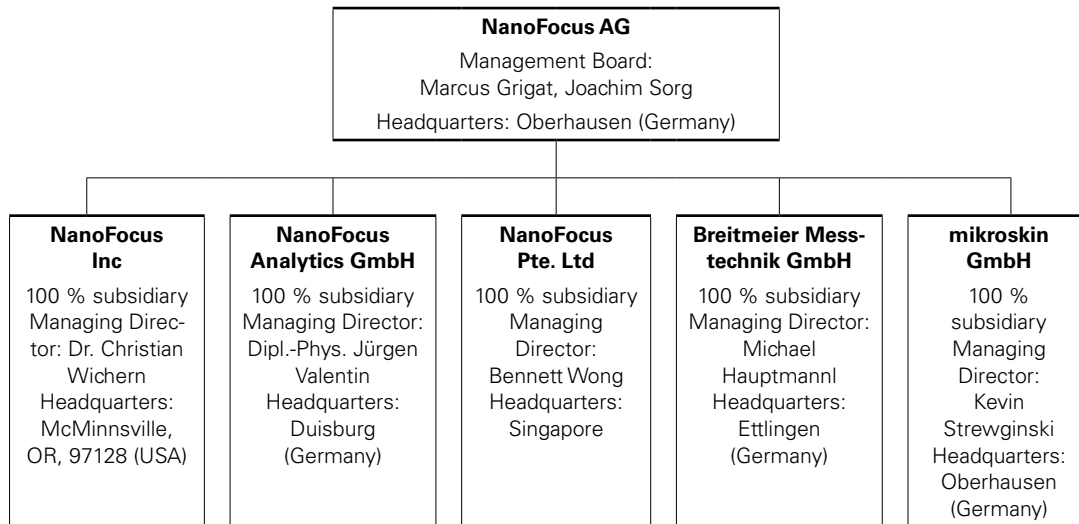 NanoFocus AG
Management Board:
Marcus Grigat, Joachim Sorg
Headquarters: Oberhausen (Germany)
NanoFocus
Inc
100 % subsidiary
Managing Direc-
tor: Dr. Christian
Wichern
Headquarters:
McMinnsville,
OR, 97128 (USA)
NanoFocus
Analytics GmbH
100 % subsidiary
Managing Director:
Dipl.-Phys. Jürgen
Valentin
Headquarters:
Duisburg
(Germany)
NanoFocus
Pte. Ltd
100 % subsidiary
Managing
Director:
Bennett Wong
Headquarters:
Singapore
Breitmeier Mess-
technik GmbH
100 % subsidiary
Managing Director:
Michael
Hauptmannl
Headquarters:
Ettlingen
(Germany)
mikroskin
GmbH
100 %
subsidiary
Managing
Director:
Kevin
Strewginski
Headquarters:
Oberhausen
(Germany)